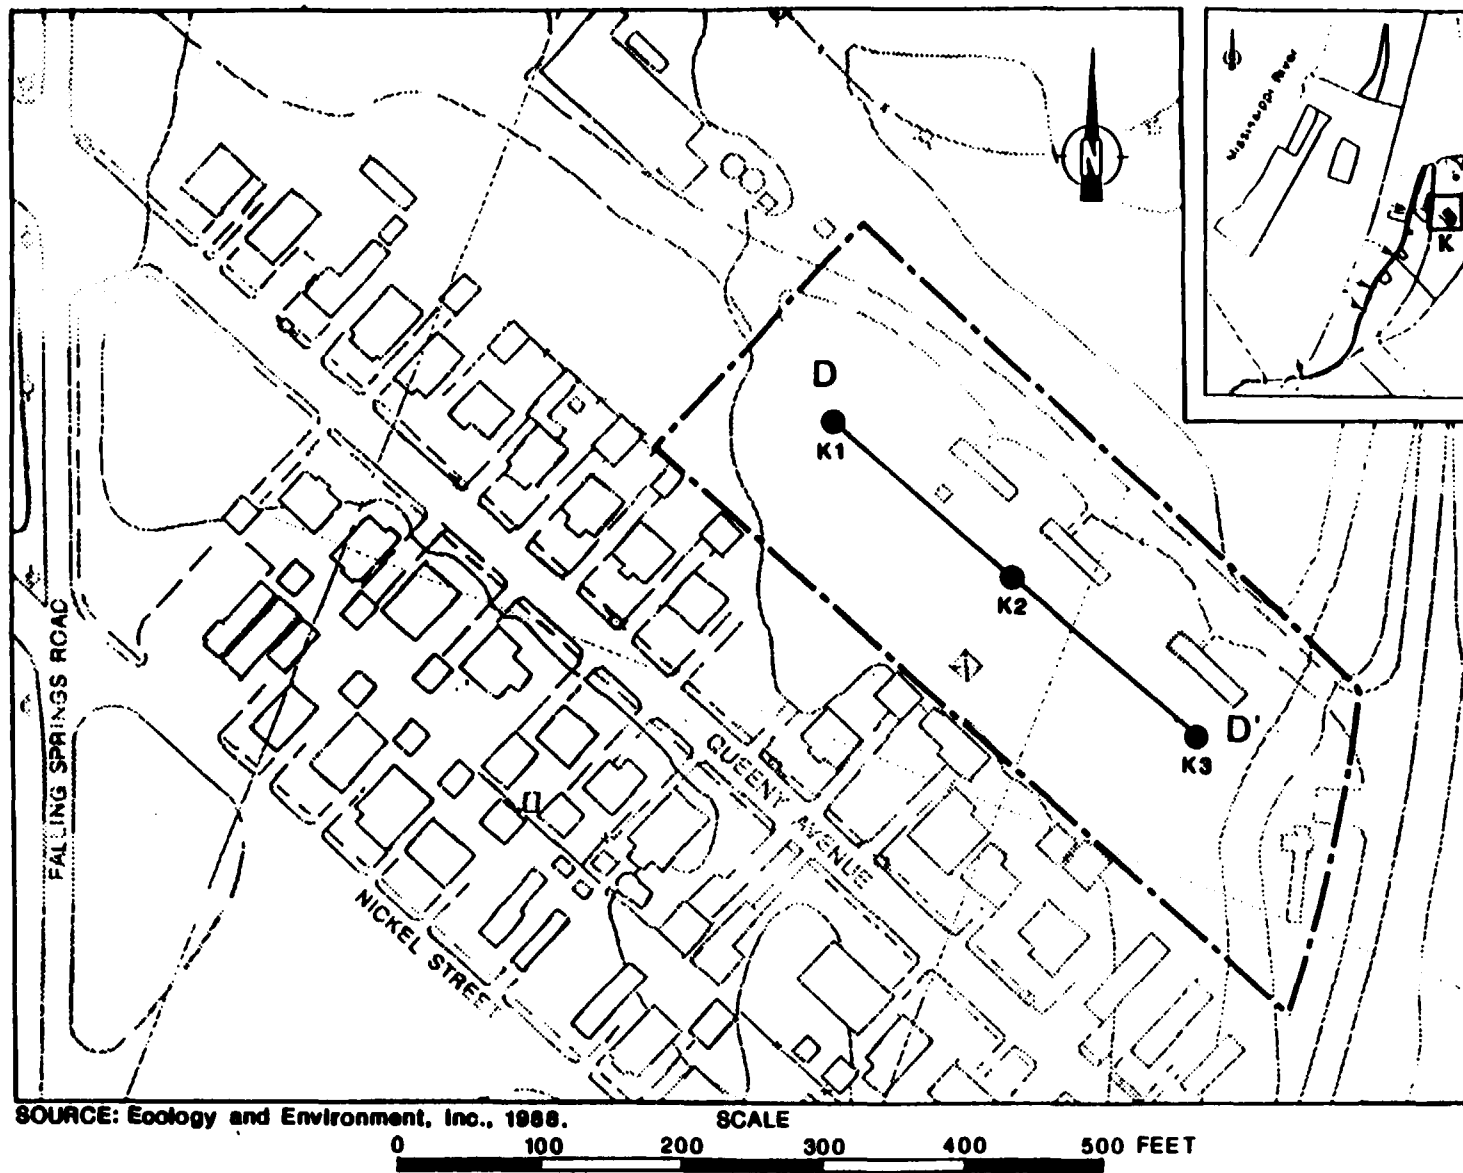 N
Mississippi River
K
D
K1
K2
D'
K3
FALLING SPRINGS ROAD
QUEENY AVENUE
NICKEL STREET
SOURCE: Ecology and Environment, Inc., 1988.
SCALE
0 100 200 300 400 500 FEET